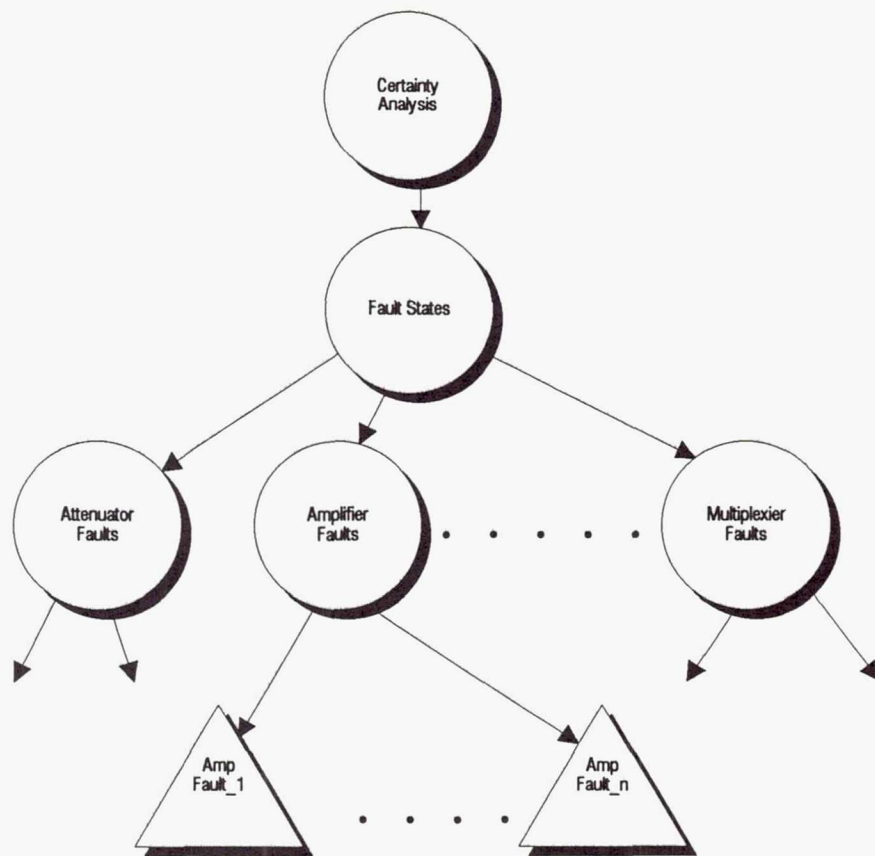 Certainty
Analysis
Fault States
Attenuator
Faults
Amplifier
Faults
Multiplexier
Faults
Amp
Fault_1
Amp
Fault_n